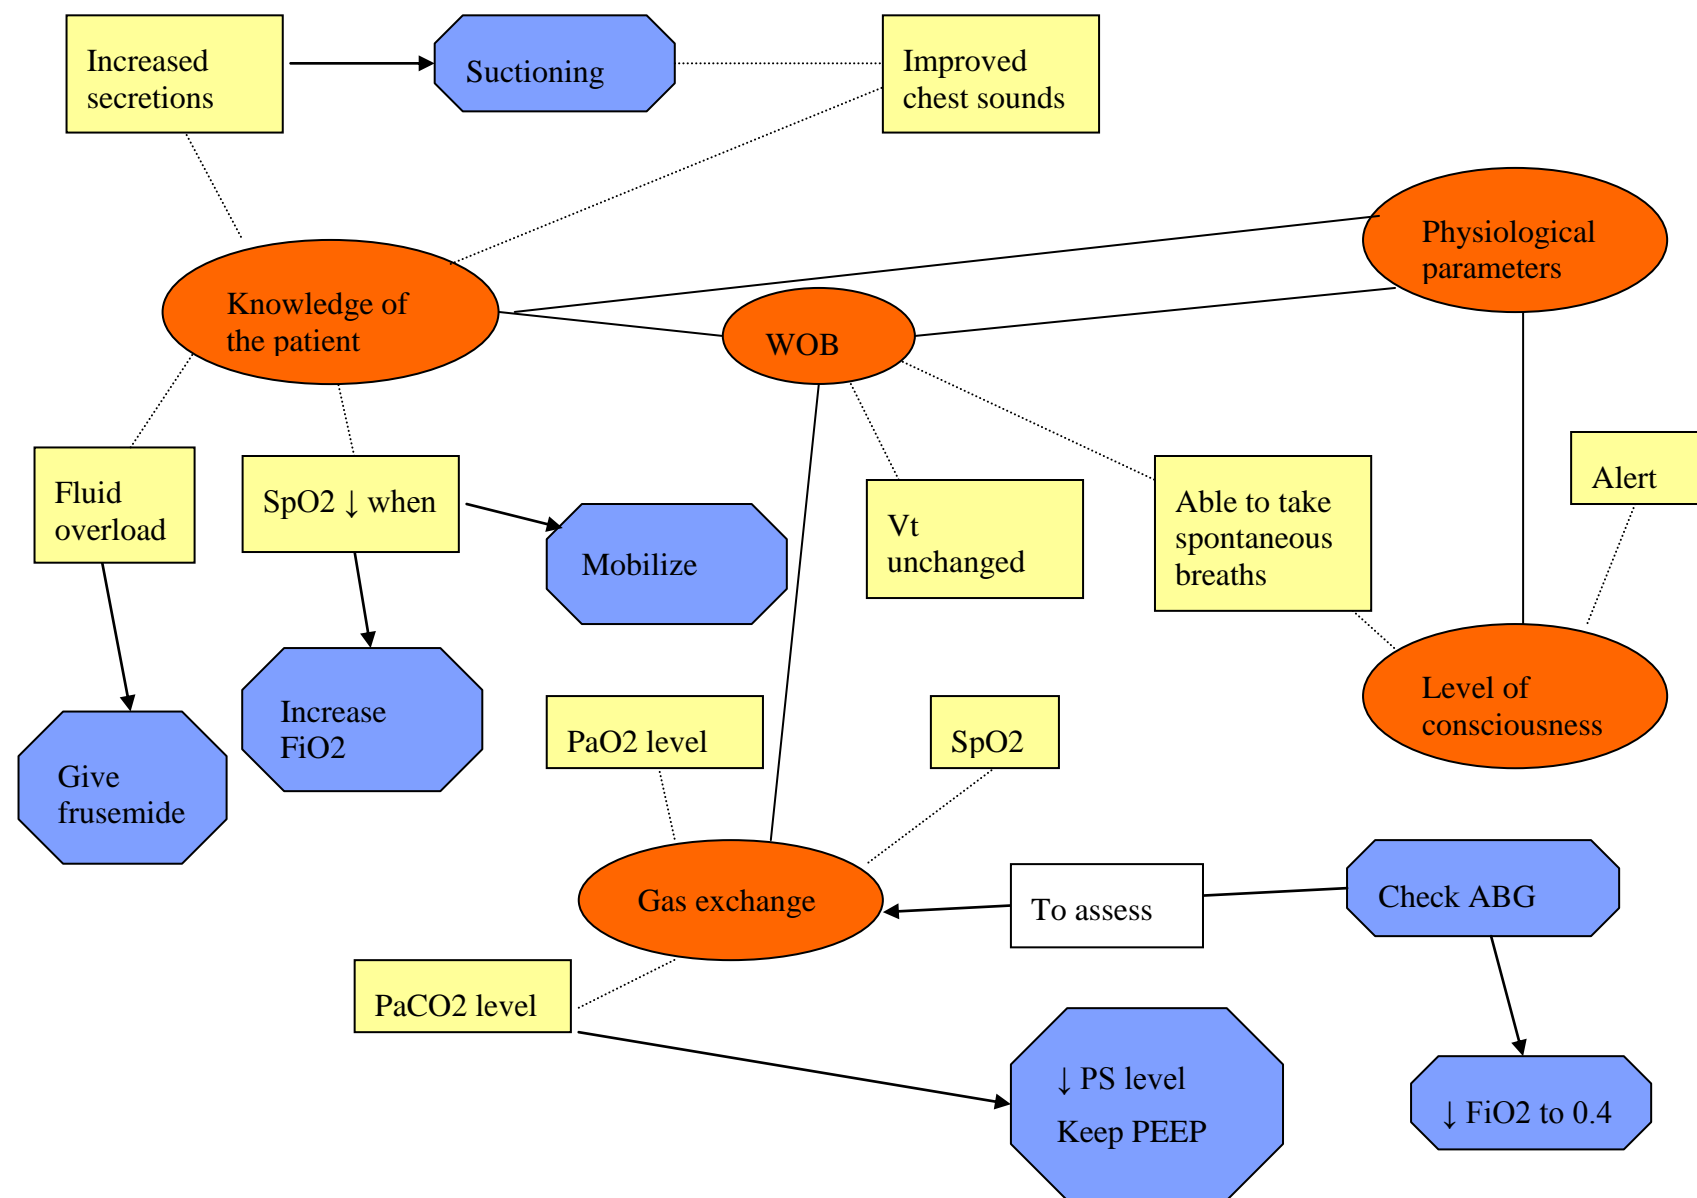 Increased
secretions
Suctioning
Improved
chest sounds
Physiological
parameters
Knowledge of
the patient
WOB
Fluid
overload
SpO2 ↓ when
Mobilize
Vt
unchanged
Able to take
spontaneous
breaths
Alert
Level of
consciousness
Increase
FiO2
PaO2 level
SpO2
Give
frusemide
Gas exchange
To assess
Check ABG
PaCO2 level
↓ PS level
Keep PEEP
↓ FiO2 to 0.4